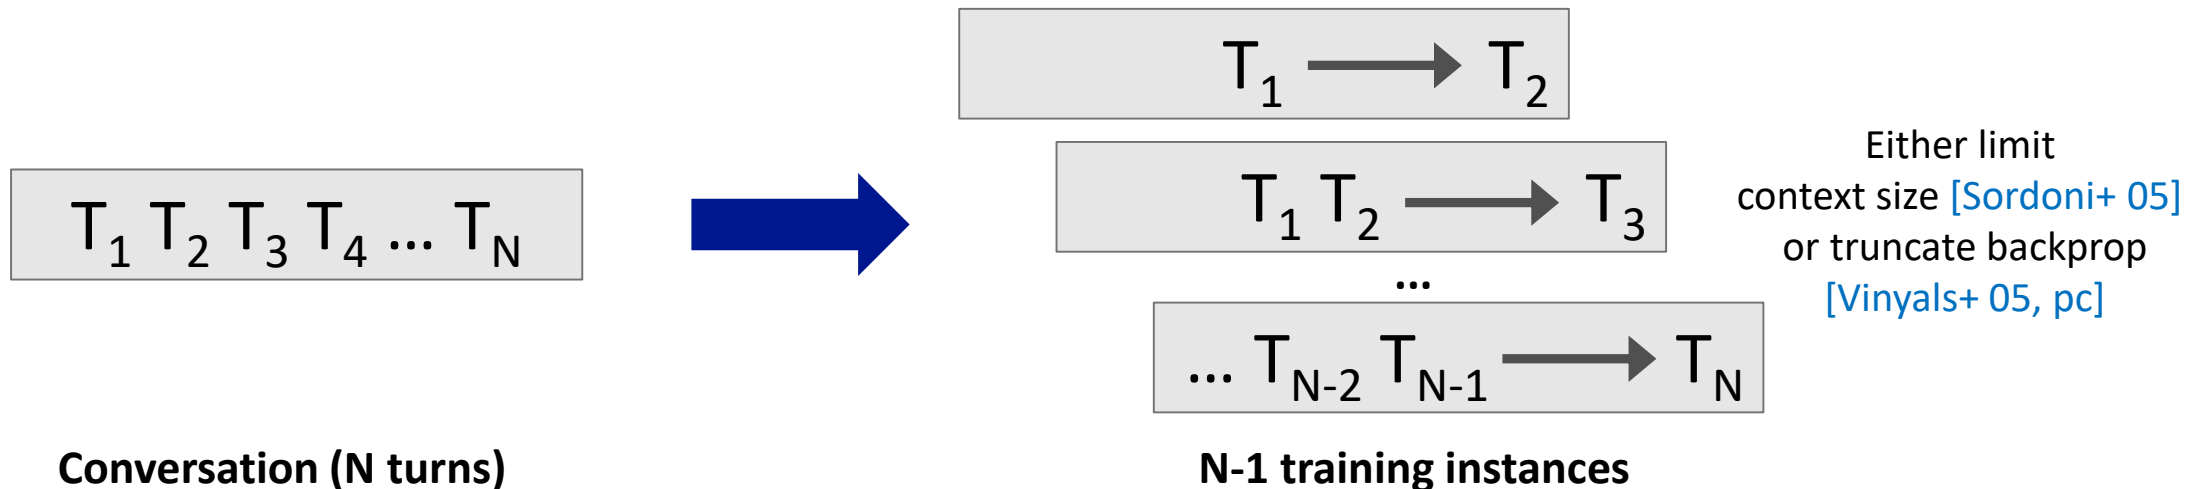 T1 T2 T3 T4 ... TN
Conversation (N turns)
T1 → T2
T1 T2 → T3
...
... TN-2 TN-1 → TN
N-1 training instances
Either limit
context size [Sordoni+ 05]
or truncate backprop
[Vinyals+ 05, pc]